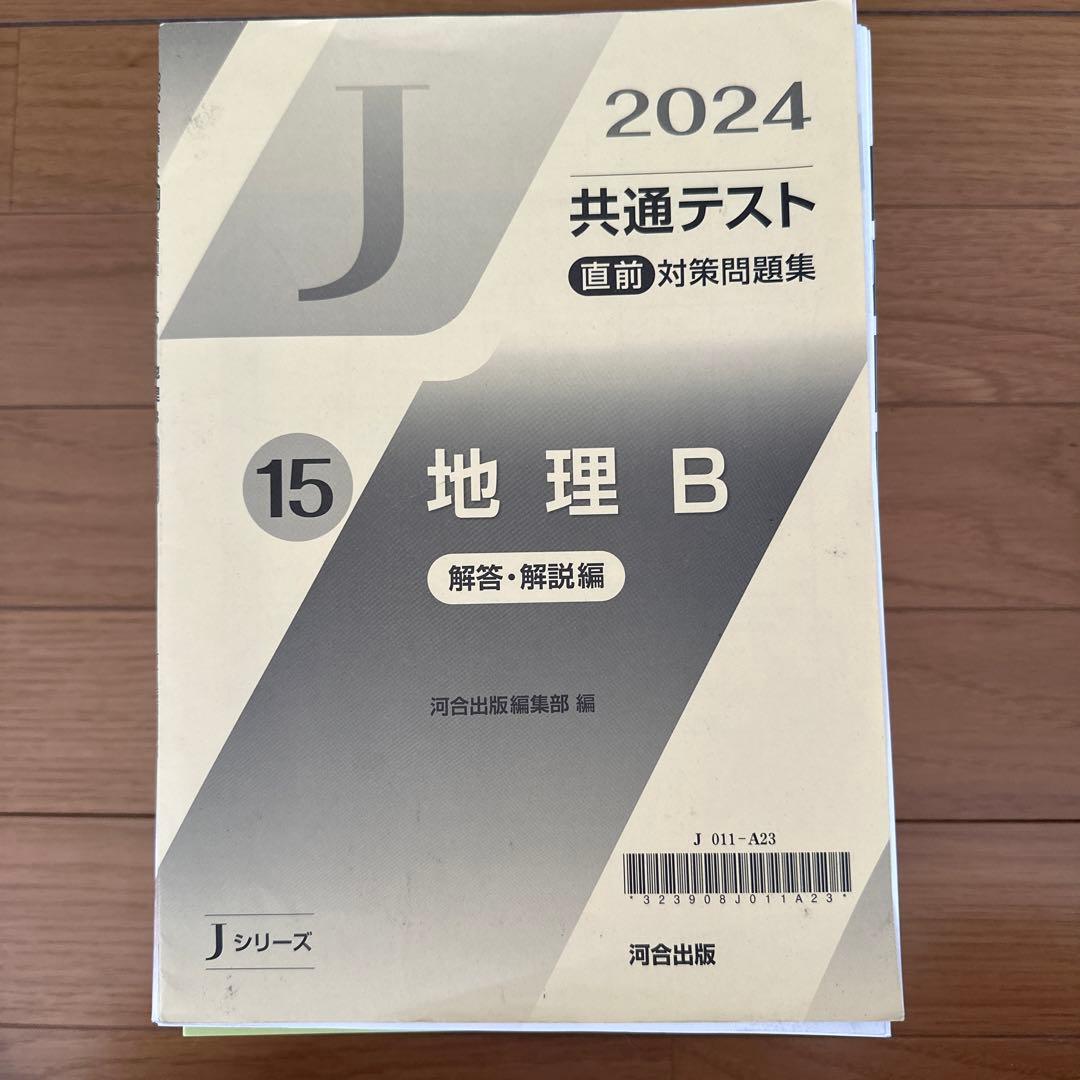 J
2024
共通テスト
直前 対策問題集
15
地理B
解答・解説編
河合出版編集部 編
J 011-A23
*323908J011A23*
Jシリーズ
河合出版